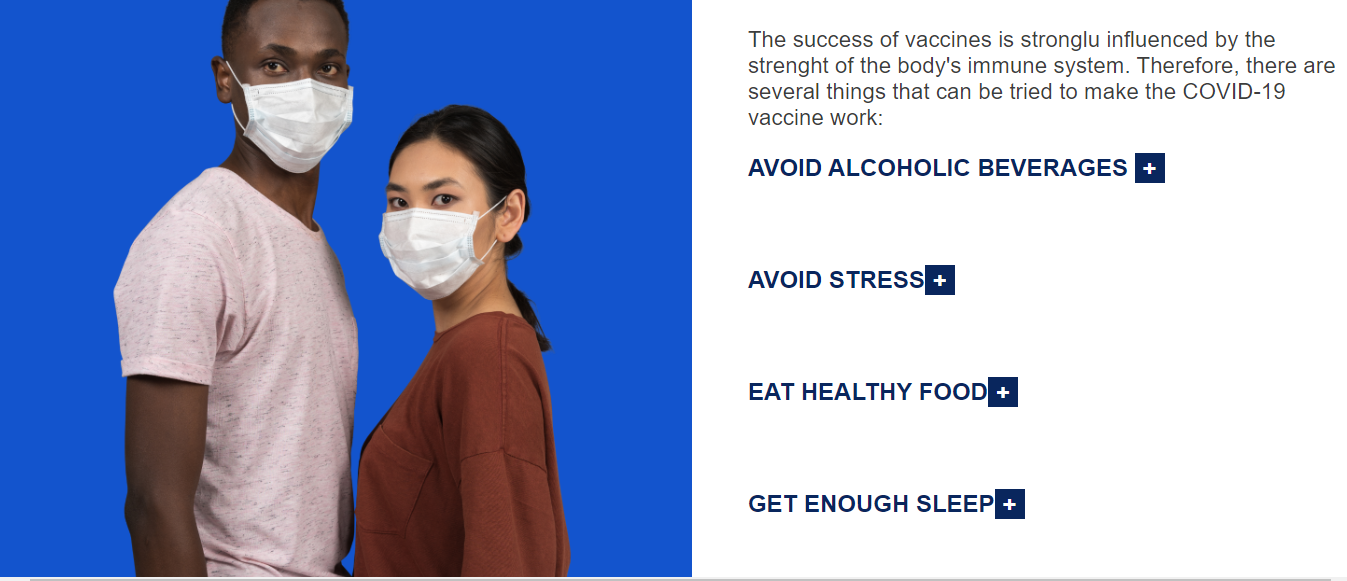 The success of vaccines is stronglu influenced by the
strenght of the body's immune system. Therefore, there are
several things that can be tried to make the COVID-19
vaccine work:
AVOID ALCOHOLIC BEVERAGES +
AVOID STRESS+
EAT HEALTHY FOOD+
GET ENOUGH SLEEP+